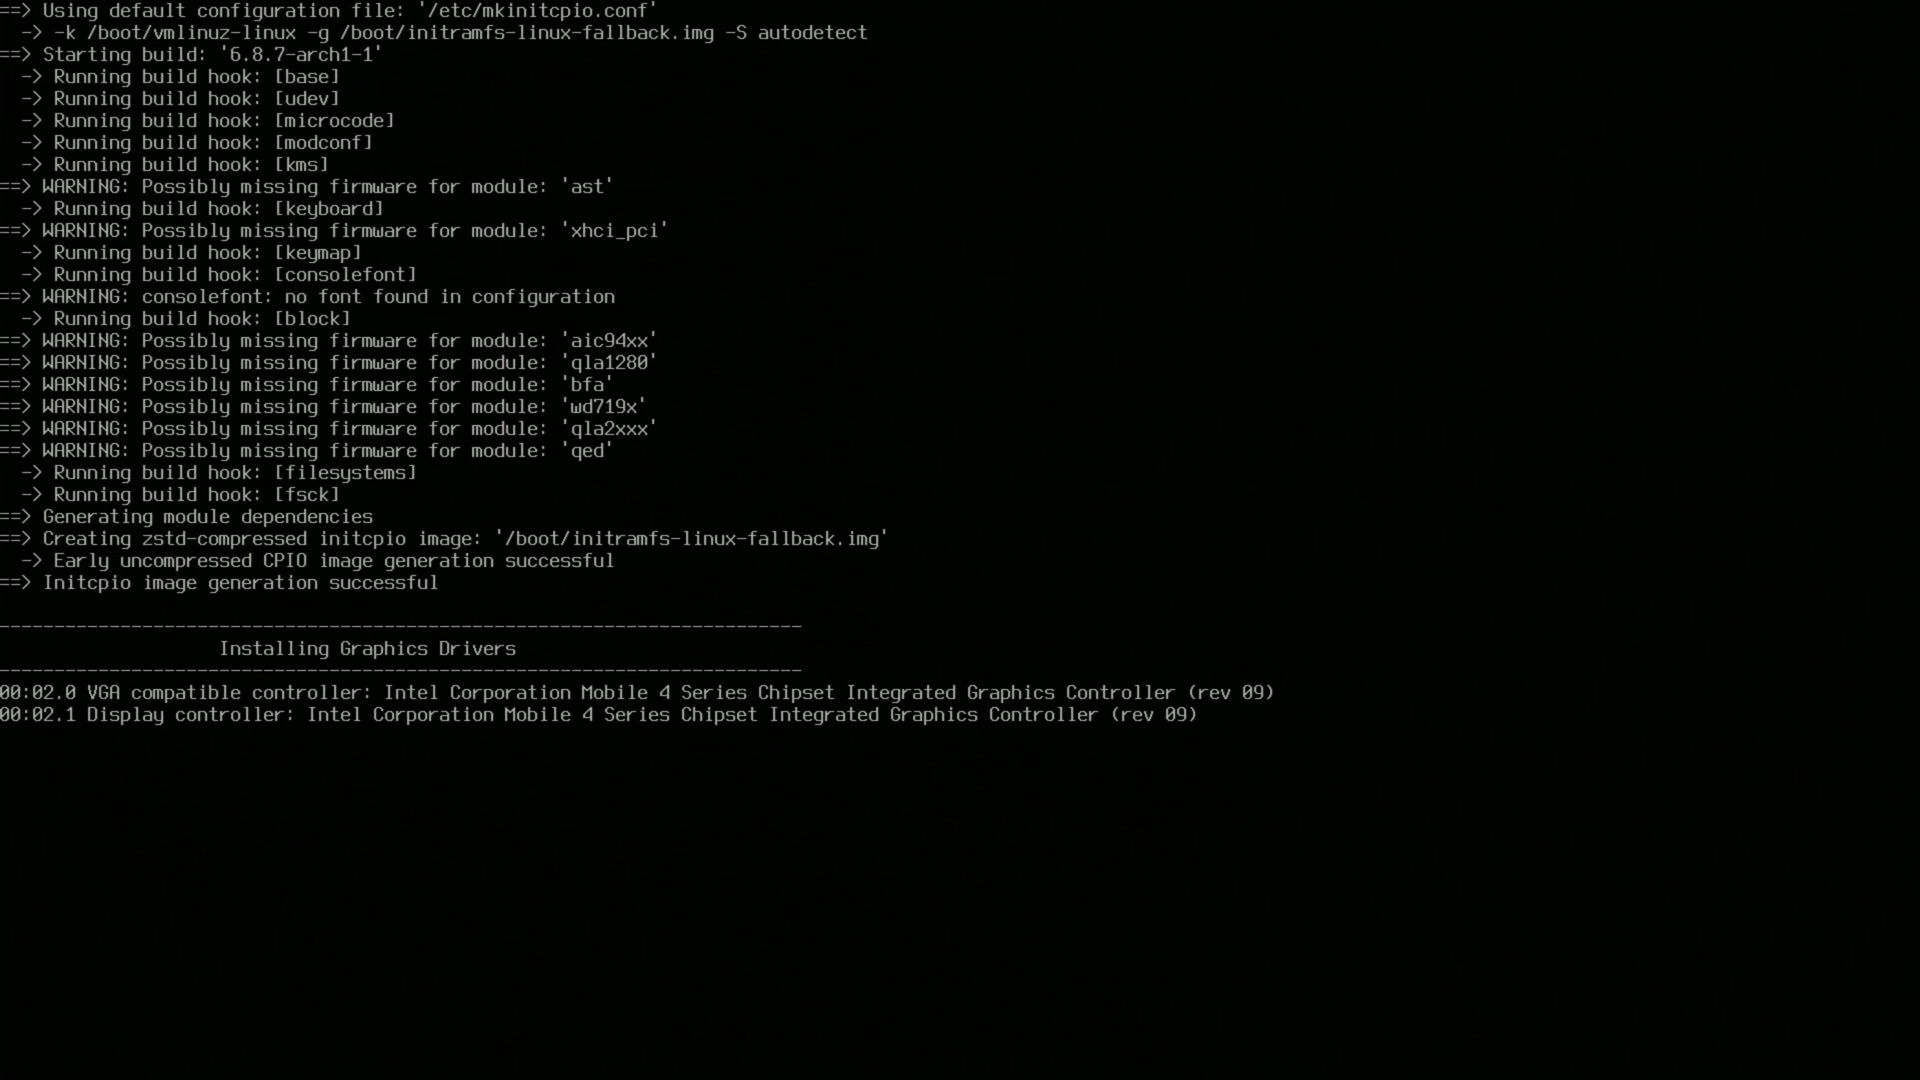 ==> Using default configuration file: '/etc/mkinitcpio.conf'
  -> -k /boot/vmlinuz-linux -g /boot/initramfs-linux-fallback.img -S autodetect
==> Starting build: '6.8.7-arch1-1'
  -> Running build hook: [base]
  -> Running build hook: [udev]
  -> Running build hook: [microcode]
  -> Running build hook: [modconf]
  -> Running build hook: [kms]
==> WARNING: Possibly missing firmware for module: 'ast'
  -> Running build hook: [keyboard]
==> WARNING: Possibly missing firmware for module: 'xhci_pci'
  -> Running build hook: [keymap]
  -> Running build hook: [consolefont]
==> WARNING: consolefont: no font found in configuration
  -> Running build hook: [block]
==> WARNING: Possibly missing firmware for module: 'aic94xx'
==> WARNING: Possibly missing firmware for module: 'qla1280'
==> WARNING: Possibly missing firmware for module: 'bfa'
==> WARNING: Possibly missing firmware for module: 'wd719x'
==> WARNING: Possibly missing firmware for module: 'qla2xxx'
==> WARNING: Possibly missing firmware for module: 'qed'
  -> Running build hook: [filesystems]
  -> Running build hook: [fsck]
==> Generating module dependencies
==> Creating zstd-compressed initcpio image: '/boot/initramfs-linux-fallback.img'
  -> Early uncompressed CPIO image generation successful
==> Initcpio image generation successful
-------------------------------------------------------------------------
                    Installing Graphics Drivers
-------------------------------------------------------------------------
00:02.0 VGA compatible controller: Intel Corporation Mobile 4 Series Chipset Integrated Graphics Controller (rev 09)
00:02.1 Display controller: Intel Corporation Mobile 4 Series Chipset Integrated Graphics Controller (rev 09)